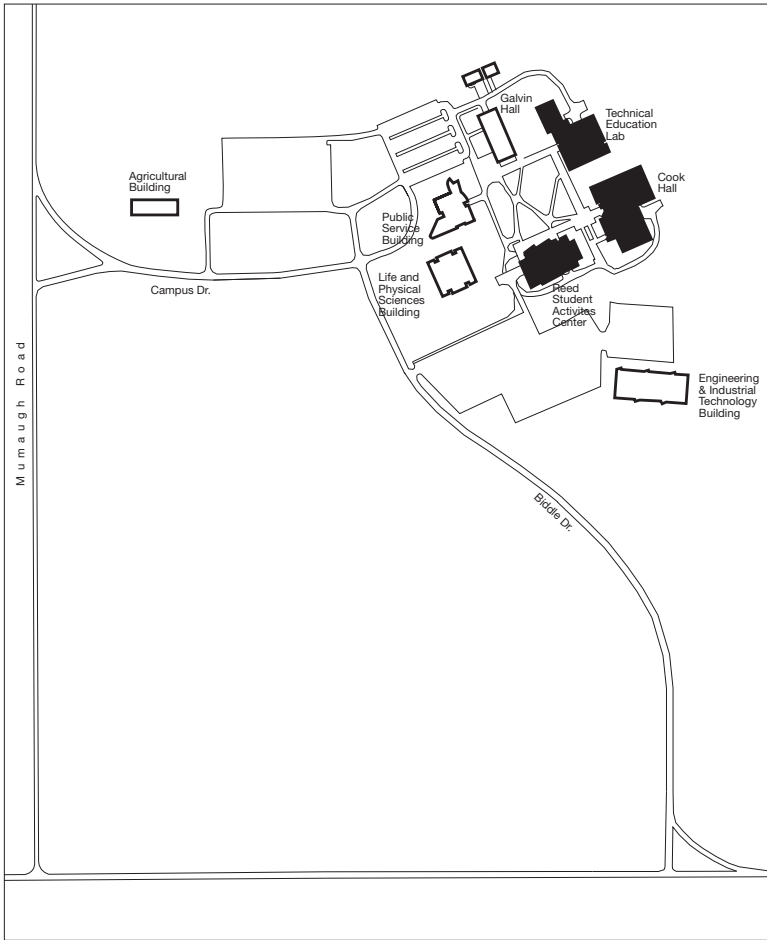 Galvin
Hall
Technical
Education
Lab
Agricultural
Building
Cook
Hall
Public
Service
Building
Life and
Physical
Sciences
Building
Campus Dr.
Reed
Student
Activites
Center
Mumaugh Road
Engineering
& Industrial
Technology
Building
Biddle Dr.